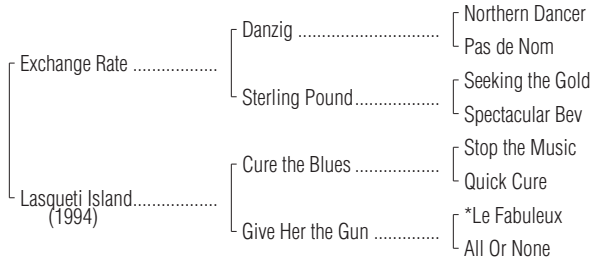 Northern Dancer
Danzig ..............................
Pas de Nom
Exchange Rate ..................
Seeking the Gold
Sterling Pound..................
Spectacular Bev
Stop the Music
Cure the Blues ..................
Quick Cure
Lasqueti Island..................
(1994)
*Le Fabuleux
Give Her the Gun ..............
All Or None